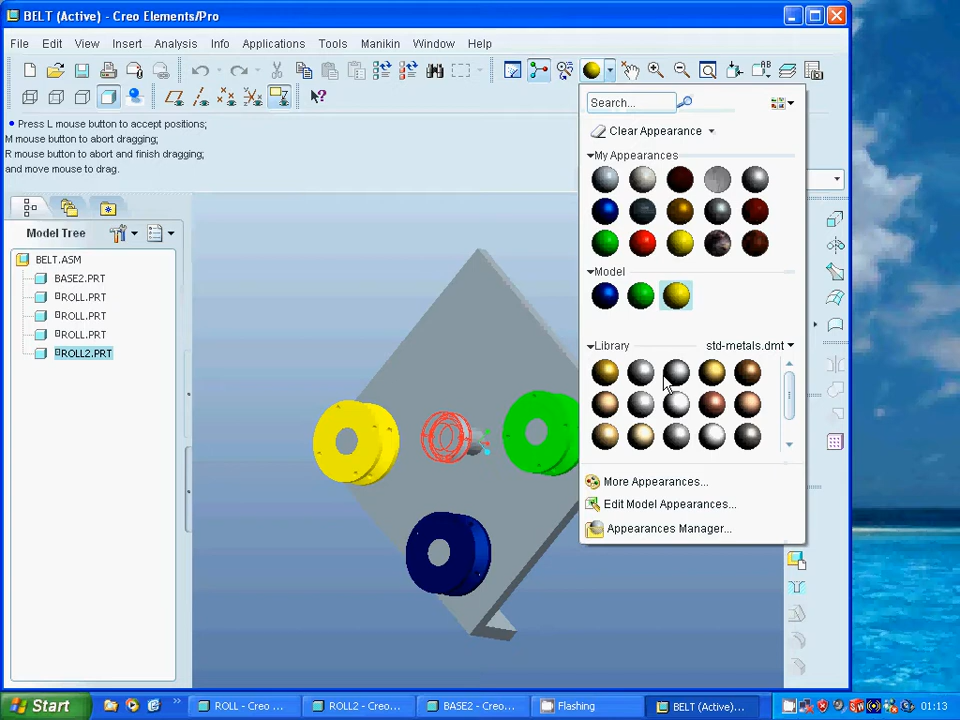 BELT (Active) - Creo Elements/Pro
File Edit View Insert Analysis Info Applications Tools Manikin Window Help
Press L mouse button to accept positions;
M mouse button to abort dragging;
R mouse button to abort and finish dragging;
and move mouse to drag.
Search...
Clear Appearance
My Appearances
Model
Library
std-metals.dmt
More Appearances...
Edit Model Appearances...
Appearances Manager...
Model Tree
BELT.ASM
BASE2.PRT
ROLL.PRT
ROLL.PRT
ROLL.PRT
ROLL2.PRT
Start
ROLL - Creo ...
ROLL2 - Creo...
BASE2 - Creo...
Flashing
BELT (Active)...
01:13